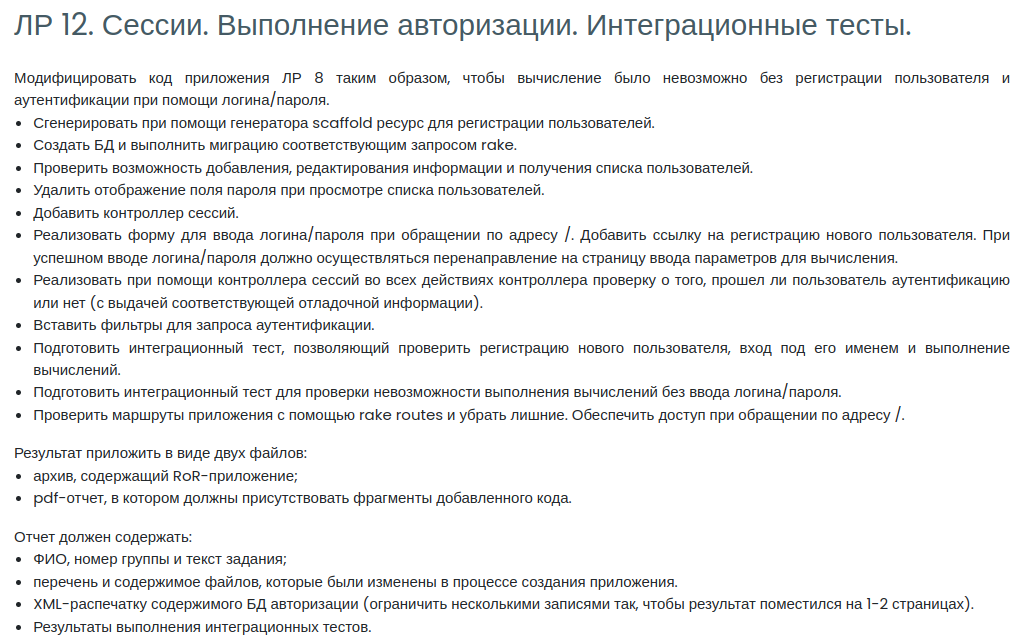 ЛР 12. Сессии. Выполнение авторизации. Интеграционные тесты.
Модифицировать код приложения ЛР 8 таким образом, чтобы вычисление было невозможно без регистрации пользователя и
аутентификации при помощи логина/пароля.
• Сгенерировать при помощи генератора scaffold ресурс для регистрации пользователей.
• Создать БД и выполнить миграцию соответствующим запросом rake.
• Проверить возможность добавления, редактирования информации и получения списка пользователей.
• Удалить отображение поля пароля при просмотре списка пользователей.
• Добавить контроллер сессий.
• Реализовать форму для ввода логина/пароля при обращении по адресу /. Добавить ссылку на регистрацию нового пользователя. При
успешном вводе логина/пароля должно осуществляться перенаправление на страницу ввода параметров для вычисления.
• Реализовать при помощи контроллера сессий во всех действиях контроллера проверку о того, прошел ли пользователь аутентификацию
или нет (с выдачей соответствующей отладочной информации).
• Вставить фильтры для запроса аутентификации.
• Подготовить интеграционный тест, позволяющий проверить регистрацию нового пользователя, вход под его именем и выполнение
вычислений.
• Подготовить интеграционный тест для проверки невозможности выполнения вычислений без ввода логина/пароля.
• Проверить маршруты приложения с помощью rake routes и убрать лишние. Обеспечить доступ при обращении по адресу /.
Результат приложить в виде двух файлов:
• архив, содержащий RoR-приложение;
• pdf-отчет, в котором должны присутствовать фрагменты добавленного кода.
Отчет должен содержать:
• ФИО, номер группы и текст задания;
• перечень и содержимое файлов, которые были изменены в процессе создания приложения.
• XML-распечатку содержимого БД авторизации (ограничить несколькими записями так, чтобы результат поместился на 1-2 страницах).
• Результаты выполнения интеграционных тестов.